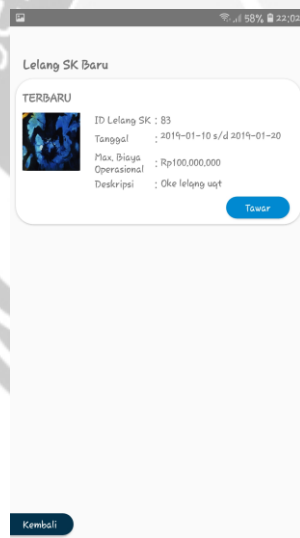 58% 22:02
Lelang SK Baru
TERBARU
ID Lelang SK : 83
Tanggal : 2019-01-10 s/d 2019-01-20
Max. Biaya
Operasional : Rp100,000,000
Deskripsi : Oke lelang uat
Tawar
Kembali